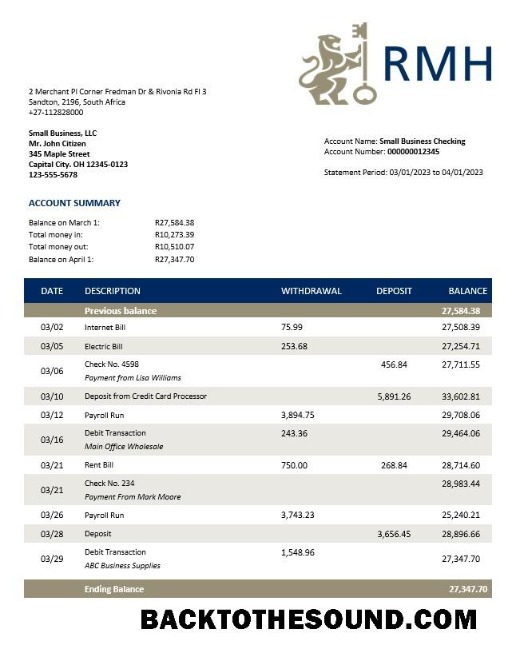 RMH
2 Merchant Pl Corner Fredman Dr & Rivonia Rd Fl 3
Sandton, 2196, South Africa
+27-112828000
Small Business, LLC
Mr. John Citizen
345 Maple Street
Capital City. OH 12345-0123
123-555-5678
Account Name: Small Business Checking
Account Number: 000000012345
Statement Period: 03/01/2023 to 04/01/2023
ACCOUNT SUMMARY
Balance on March 1: R27,584.38
Total money in: R10,273.39
Total money out: R10,510.07
Balance on April 1: R27,347.70
DATE DESCRIPTION WITHDRAWAL DEPOSIT BALANCE
Previous balance 27,584.38
03/02 Internet Bill 75.99 27,508.39
03/05 Electric Bill 253.68 27,254.71
03/06 Check No. 4598 456.84 27,711.55
Payment from Lisa Williams
03/10 Deposit from Credit Card Processor 5,891.26 33,602.81
03/12 Payroll Run 3,894.75 29,708.06
03/16 Debit Transaction 243.36 29,464.06
Main Office Wholesale
03/21 Rent Bill 750.00 268.84 28,714.60
03/21 Check No. 234 28,983.44
Payment From Mark Moore
03/26 Payroll Run 3,743.23 25,240.21
03/28 Deposit 3,656.45 28,896.66
03/29 Debit Transaction 1,548.96 27,347.70
ABC Business Supplies
Ending Balance 27,347.70
BACKTOTHESOUND.COM